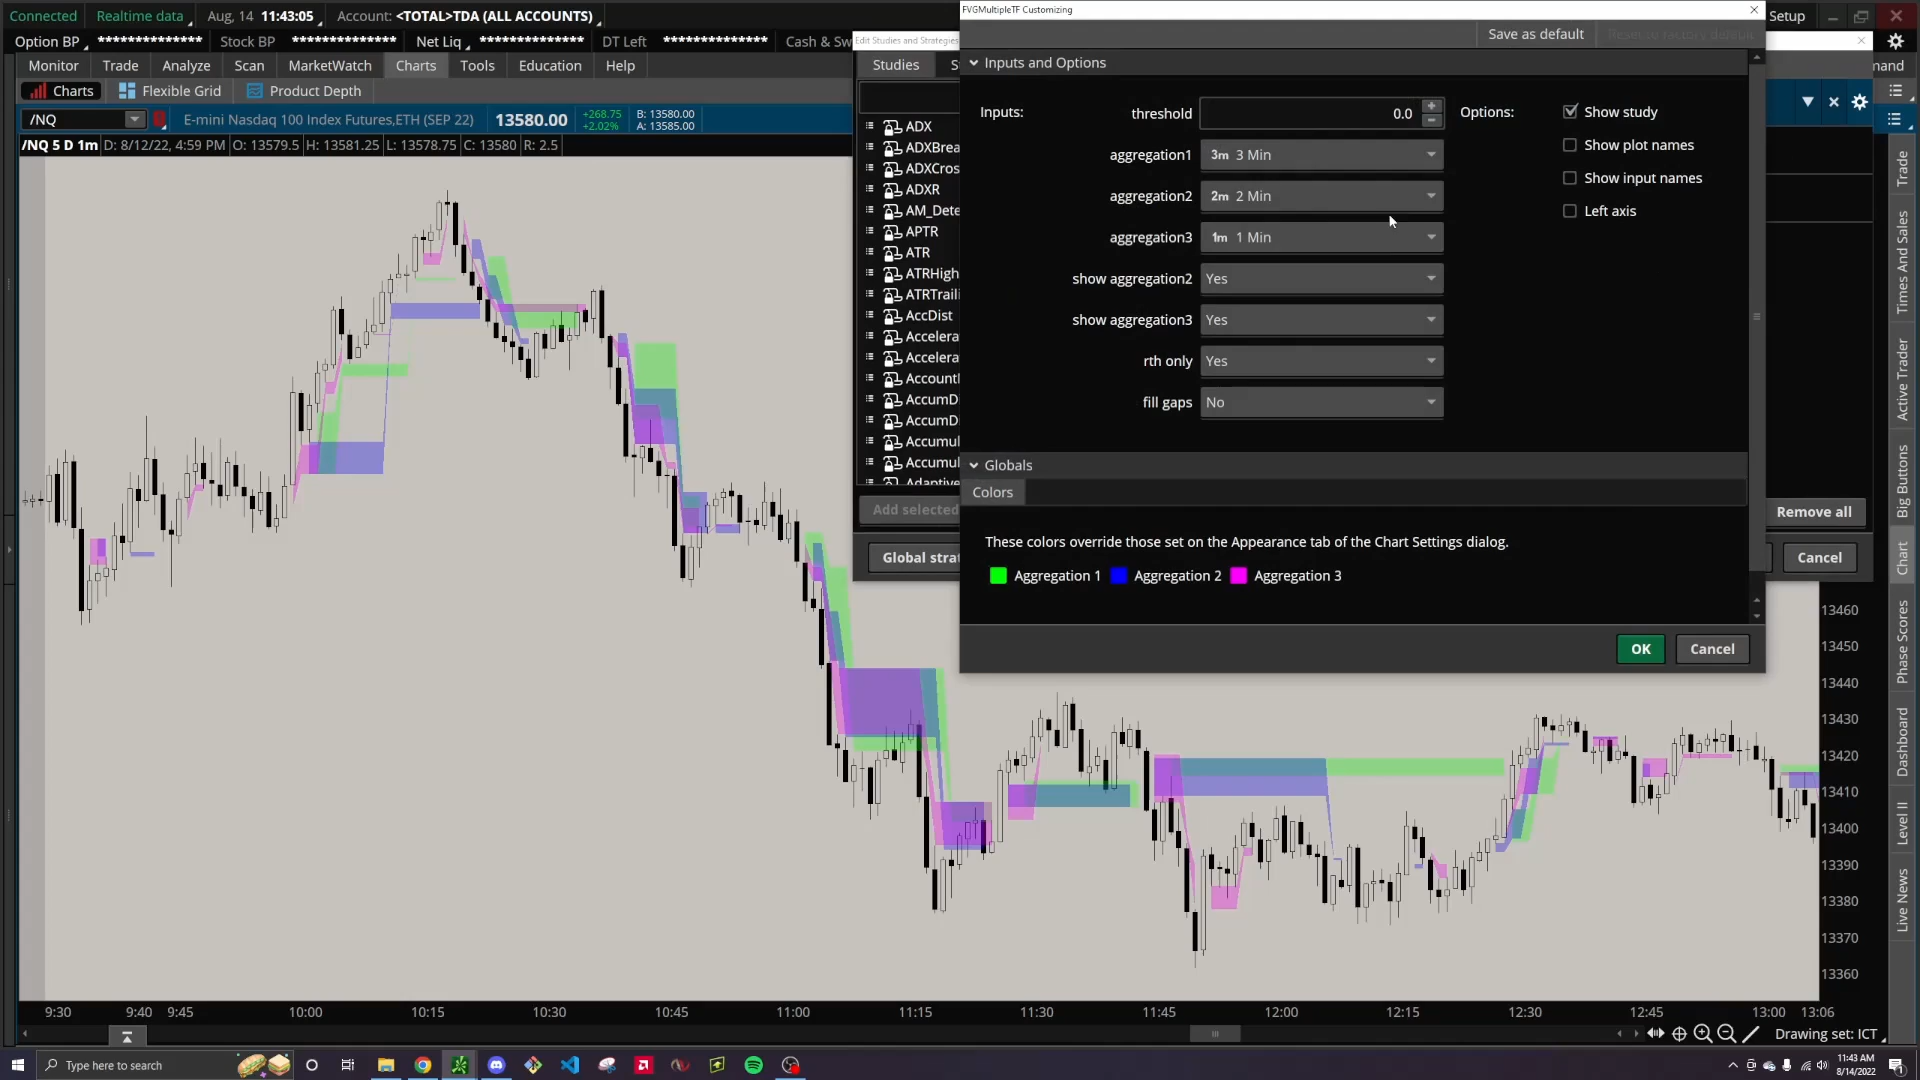 FVGMultipleTF Customizing
Connected Realtime data Aug, 14 11:43:05 Account: <TOTAL>TDA (ALL ACCOUNTS) Setup
Save as default Reset to factory default
Option BP ************* Stock BP ************* Net Liq ************* DT Left ************* Cash & Sw
Edit Studies and Strategies
Monitor Trade Analyze Scan MarketWatch Charts Tools Education Help
Studies S
mand
Inputs and Options
Charts Flexible Grid Product Depth
/NQ E-mini Nasdaq 100 Index Futures,ETH (SEP 22) 13580.00 +268.75 +2.02% B: 13580.00 A: 13585.00
/NQ 5 D 1m D: 8/12/22, 4:59 PM O: 13579.5 H: 13581.25 L: 13578.75 C: 13580 R: 2.5
Inputs: threshold 0.0 Options: Show study
aggregation1 3m 3 Min Show plot names
aggregation2 2m 2 Min Show input names
aggregation3 1m 1 Min Left axis
show aggregation2 Yes
show aggregation3 Yes
rth only Yes
fill gaps No
ADX
ADXBrea
ADXCros
ADXR
AM_Dete
APTR
ATR
ATRHigh
ATRTraili
AccDist
Accelera
Accelera
Account
AccumD
AccumD
Accumul
Accumul
Adaptive
Add selected
Remove all
Global strat
Cancel
Globals
Colors
These colors override those set on the Appearance tab of the Chart Settings dialog.
Aggregation 1 Aggregation 2 Aggregation 3
OK Cancel
13460
13450
13440
13430
13420
13410
13400
13390
13380
13370
13360
Trade
Times And Sales
Active Trader
Big Buttons
Chart
Phase Scores
Dashboard
Level II
Live News
9:30 9:40 9:45 10:00 10:15 10:30 10:45 11:00 11:15 11:30 11:45 12:00 12:15 12:30 12:45 13:00 13:06
Drawing set: ICT
Type here to search
11:43 AM
8/14/2022